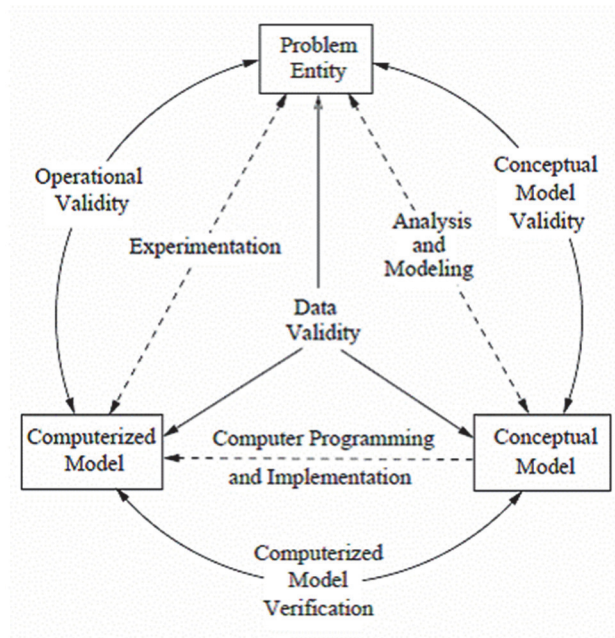 Problem
Entity
Operational
Validity
Conceptual
Model
Validity
Experimentation
Analysis
and
Modeling
Data
Validity
Computerized
Model
Computer Programming
and Implementation
Conceptual
Model
Computerized
Model
Verification